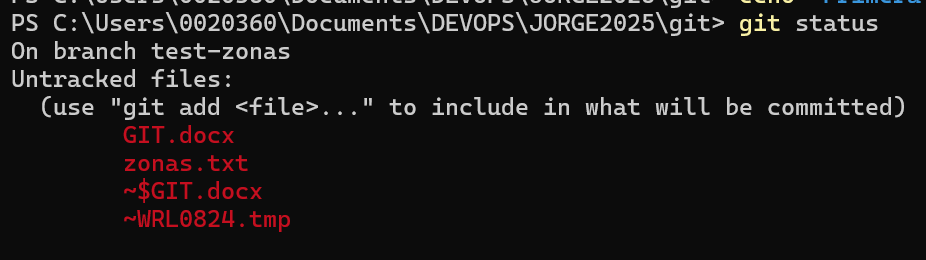 PS C:\Users\0020360\Documents\DEVOPS\JORGE2025\git> git status
On branch test-zonas
Untracked files:
  (use "git add <file>..." to include in what will be committed)
        GIT.docx
        zonas.txt
        ~$GIT.docx
        ~WRL0824.tmp